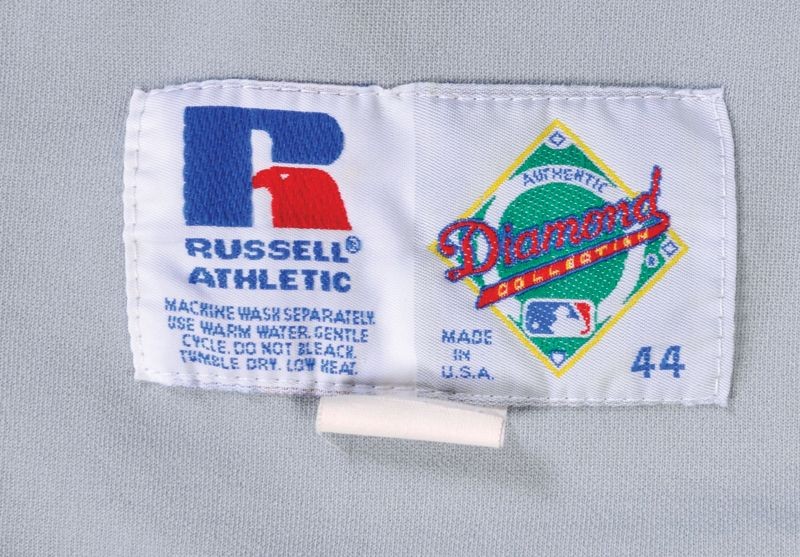 RUSSELL®
ATHLETIC
MACHINE WASH SEPARATELY.
USE WARM WATER. GENTLE
CYCLE. DO NOT BLEACH.
TUMBLE DRY. LOW HEAT.
AUTHENTIC
Diamond
COLLECTION
®
MADE
IN
U.S.A.
44